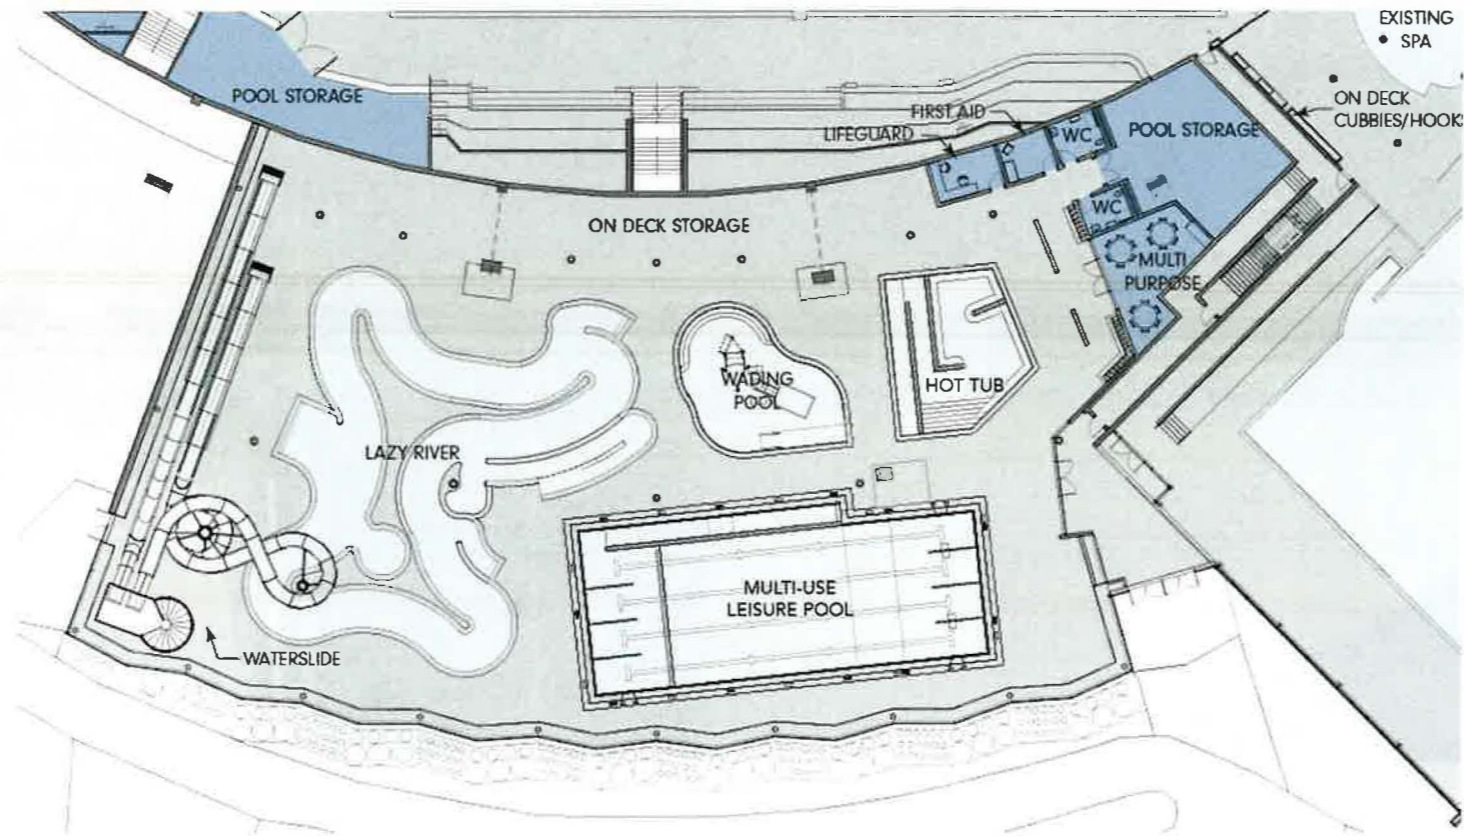 EXISTING
SPA
POOL STORAGE
ON DECK
CUBBIES/HOOKS
FIRST AID
LIFEGUARD
WC
POOL STORAGE
WC
ON DECK STORAGE
MULTI
PURPOSE
WADING
POOL
HOT TUB
LAZY RIVER
MULTI-USE
LEISURE POOL
WATERSLIDE